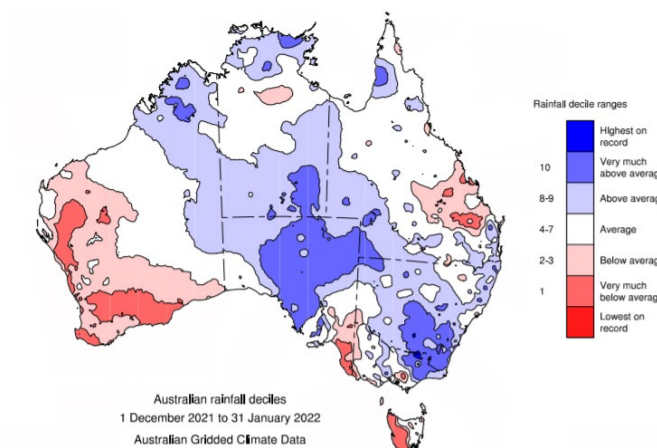 Rainfall decile ranges
Highest on
record
10
Very much
above averag
8-9
Above averag
4-7
Average
2-3
Below averag
1
Very much
below averag
Lowest on
record
Australian rainfall deciles
1 December 2021 to 31 January 2022
Australian Gridded Climate Data